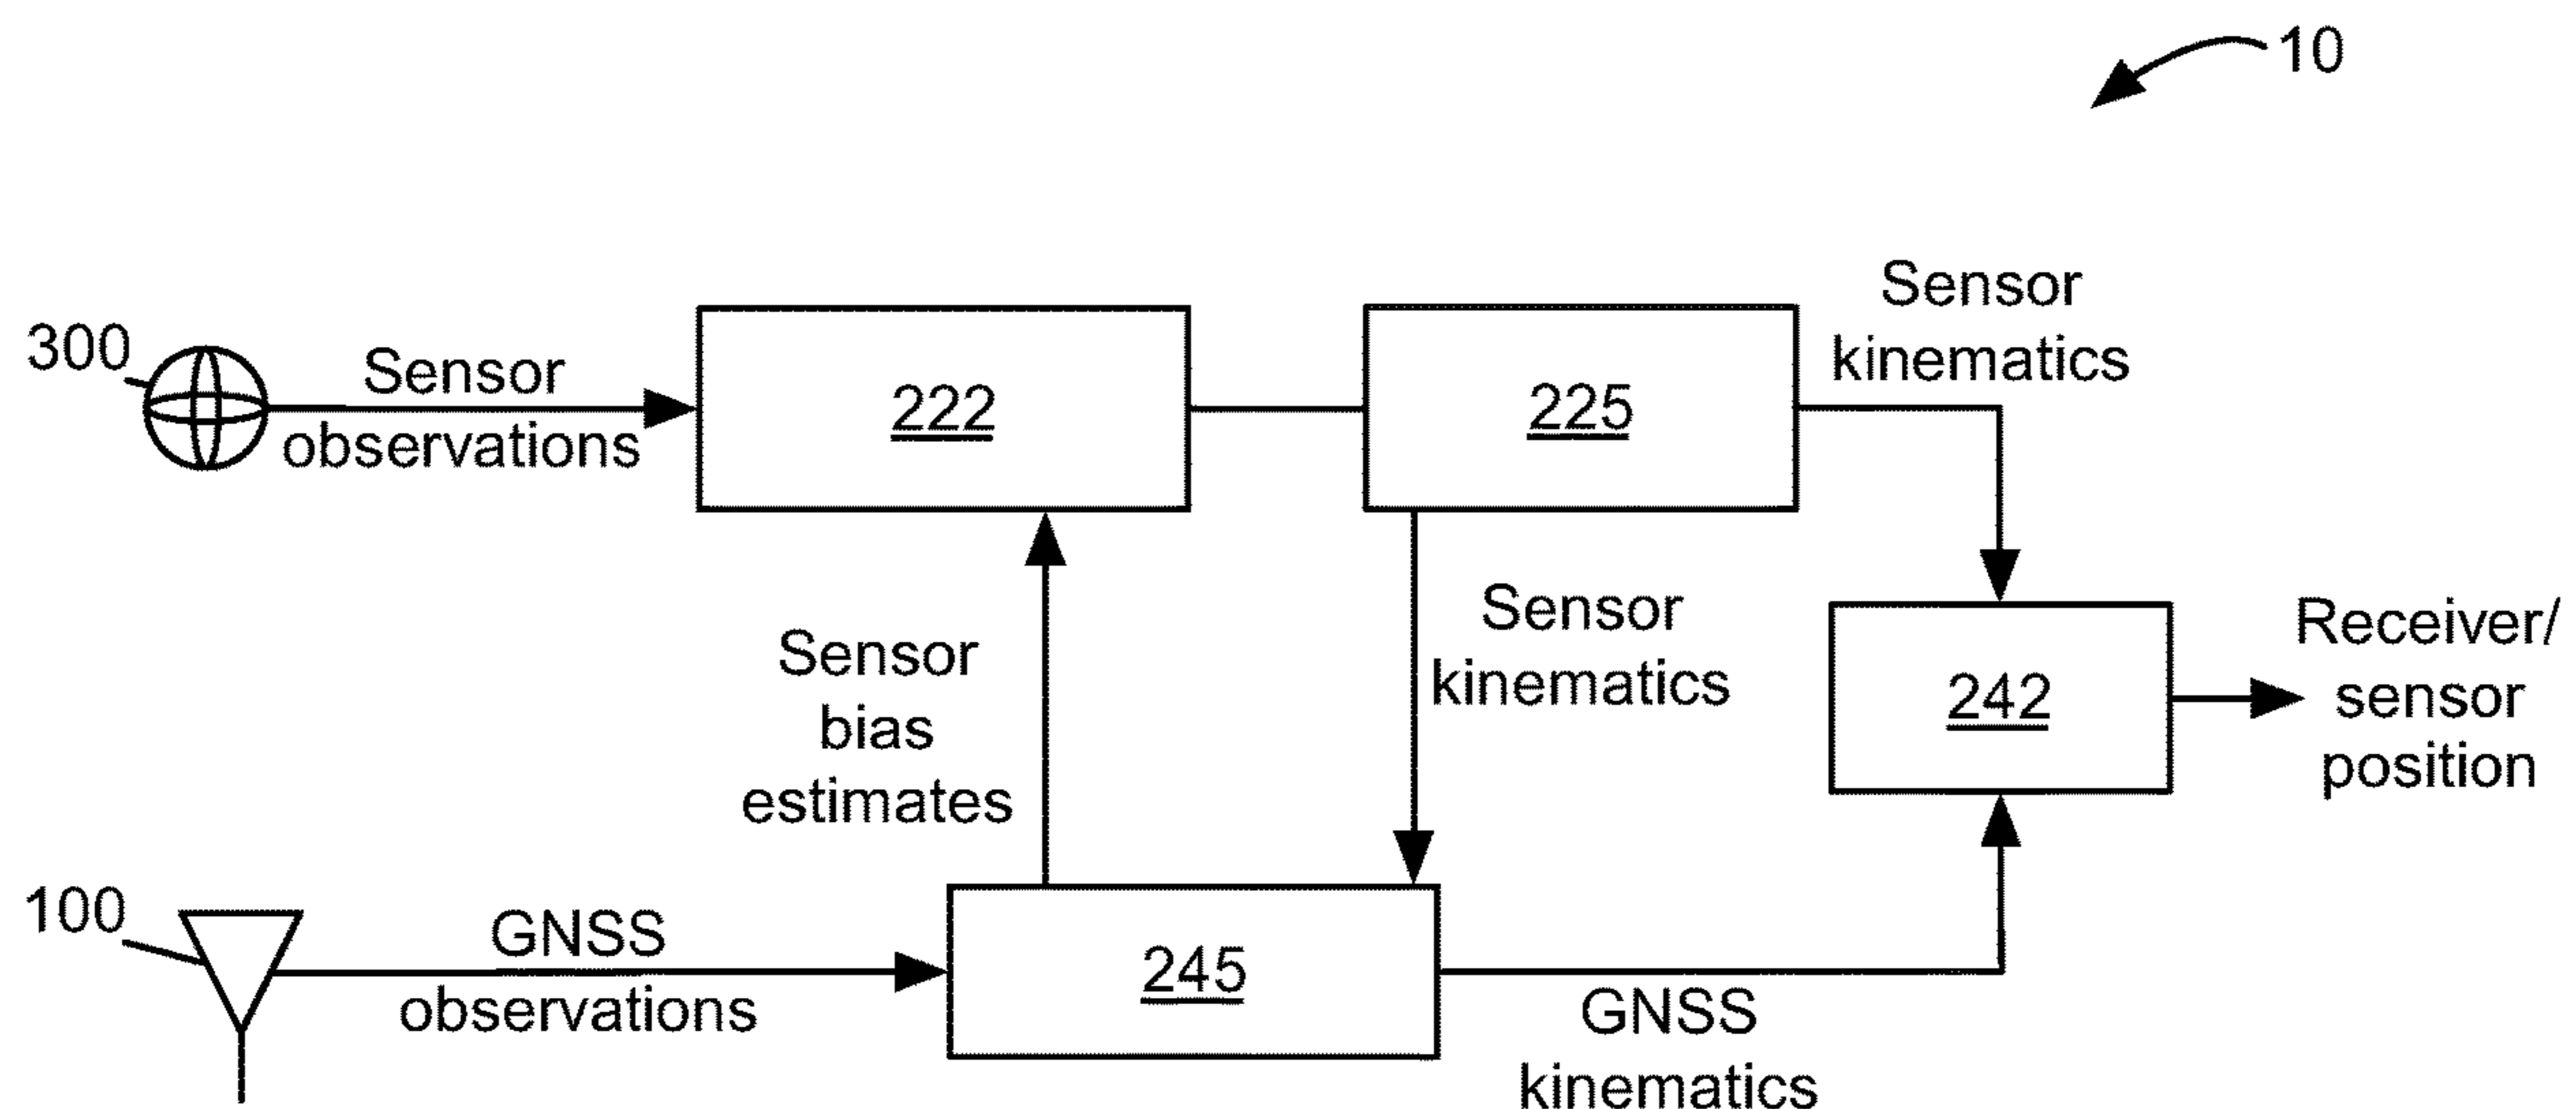 10
Sensor
kinematics
300
Sensor
observations
222
225
Sensor
kinematics
Sensor
bias
estimates
242
Receiver/
sensor
position
100
GNSS
observations
245
GNSS
kinematics